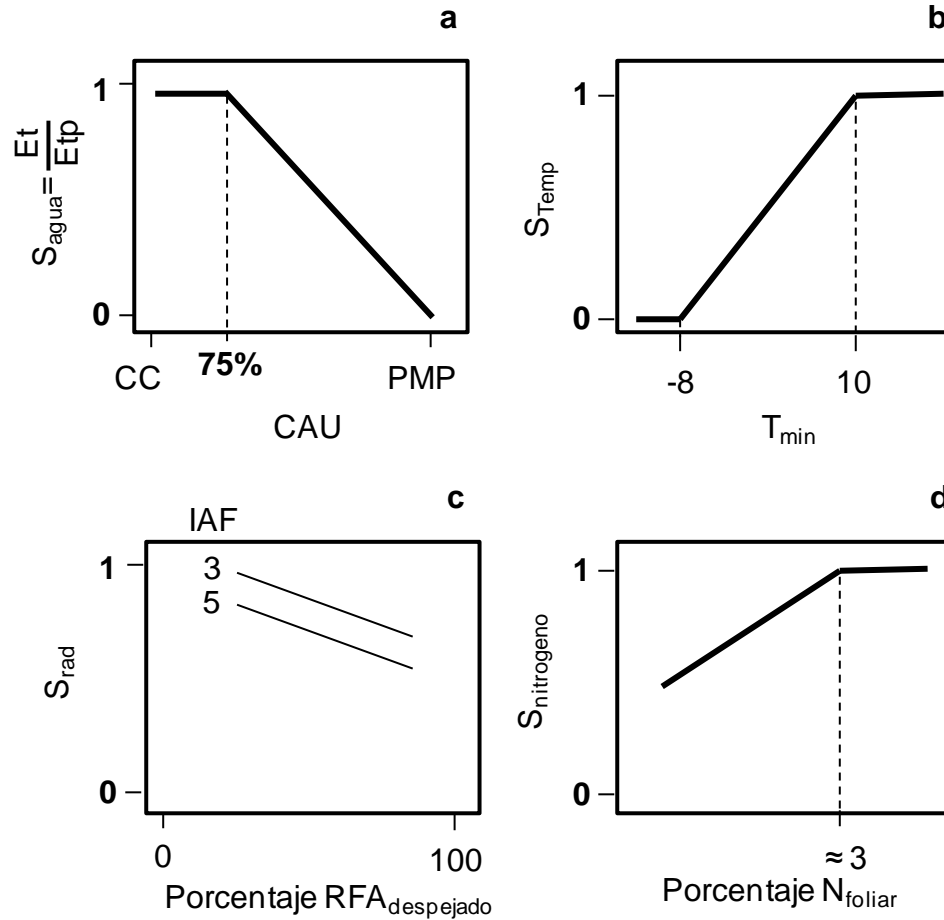 a
1
0
S_agua = Et / Etp
CC
75%
PMP
CAU
b
1
0
S_Temp
-8
10
T_min
c
IAF
3
5
1
0
S_rad
0
100
Porcentaje RFA_despejado
d
1
0
S_nitrogeno
≈ 3
Porcentaje N_foliar